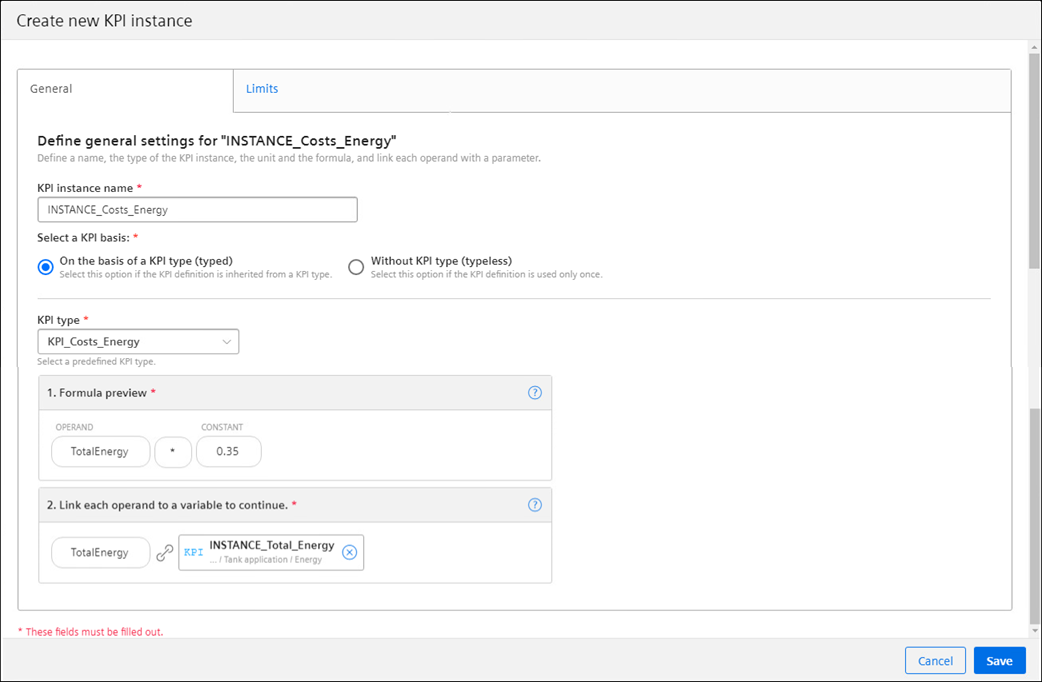 Create new KPI instance
General
Limits
Define general settings for "INSTANCE_Costs_Energy"
Define a name, the type of the KPI instance, the unit and the formula, and link each operand with a parameter.
KPI instance name *
INSTANCE_Costs_Energy
Select a KPI basis: *
On the basis of a KPI type (typed)
Select this option if the KPI definition is inherited from a KPI type.
Without KPI type (typeless)
Select this option if the KPI definition is used only once.
KPI type *
KPI_Costs_Energy
Select a predefined KPI type.
1. Formula preview *
?
OPERAND
CONSTANT
TotalEnergy
*
0.35
2. Link each operand to a variable to continue. *
?
TotalEnergy
KPI
INSTANCE_Total_Energy
... / Tank application / Energy
* These fields must be filled out.
Cancel
Save